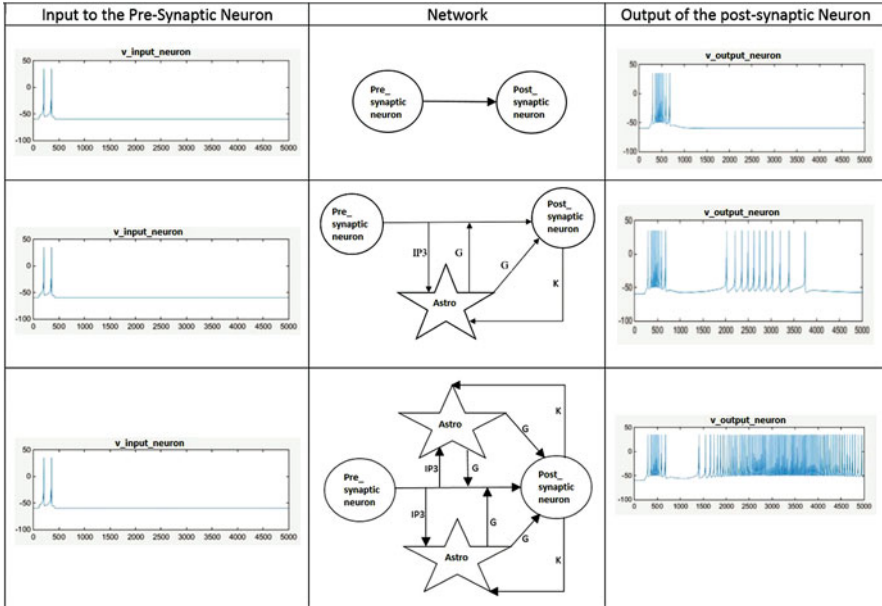 Input to the Pre-Synaptic Neuron
Network
Output of the post-synaptic Neuron
v_input_neuron
50
0
-50
-100
0 500 1000 1500 2000 2500 3000 3500 4000 4500 5000
Pre_
synaptic
neuron
Post_
synaptic
neuron
v_output_neuron
50
0
-50
-100
0 500 1000 1500 2000 2500 3000 3500 4000 4500 5000
v_input_neuron
50
0
-50
-100
0 500 1000 1500 2000 2500 3000 3500 4000 4500 5000
Pre_
synaptic
neuron
Post_
synaptic
neuron
IP3
G
G
K
Astro
v_output_neuron
50
0
-50
-100
0 500 1000 1500 2000 2500 3000 3500 4000 4500 5000
v_input_neuron
50
0
-50
-100
0 500 1000 1500 2000 2500 3000 3500 4000 4500 5000
K
Astro
G
IP3
G
Pre_
synaptic
neuron
Post_
synaptic
neuron
IP3
G
G
Astro
K
v_output_neuron
50
0
-50
-100
0 500 1000 1500 2000 2500 3000 3500 4000 4500 5000